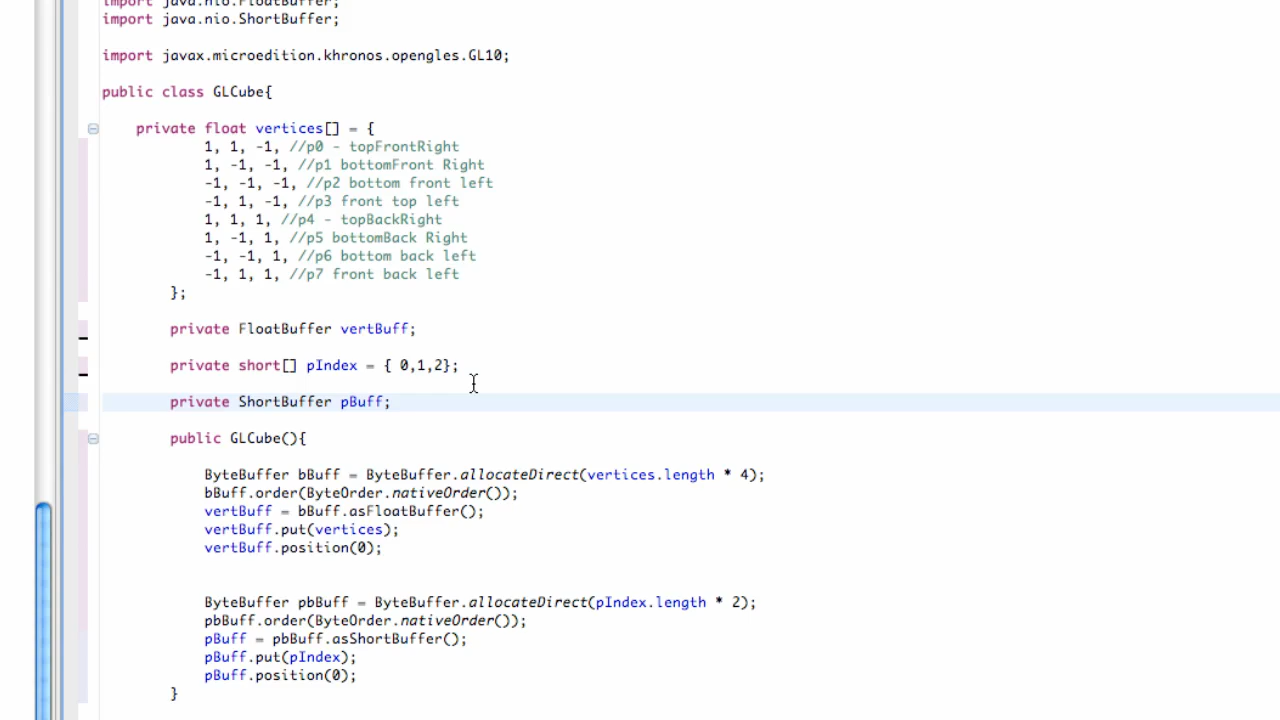 import java.nio.FloatBuffer;
import java.nio.ShortBuffer;
import javax.microedition.khronos.opengles.GL10;
public class GLCube{
private float vertices[] = {
1, 1, -1, //p0 - topFrontRight
1, -1, -1, //p1 bottomFront Right
-1, -1, -1, //p2 bottom front left
-1, 1, -1, //p3 front top left
1, 1, 1, //p4 - topBackRight
1, -1, 1, //p5 bottomBack Right
-1, -1, 1, //p6 bottom back left
-1, 1, 1, //p7 front back left
};
private FloatBuffer vertBuff;
private short[] pIndex = { 0,1,2};
private ShortBuffer pBuff;
public GLCube(){
ByteBuffer bBuff = ByteBuffer.allocateDirect(vertices.length * 4);
bBuff.order(ByteOrder.nativeOrder());
vertBuff = bBuff.asFloatBuffer();
vertBuff.put(vertices);
vertBuff.position(0);
ByteBuffer pbBuff = ByteBuffer.allocateDirect(pIndex.length * 2);
pbBuff.order(ByteOrder.nativeOrder());
pBuff = pbBuff.asShortBuffer();
pBuff.put(pIndex);
pBuff.position(0);
}